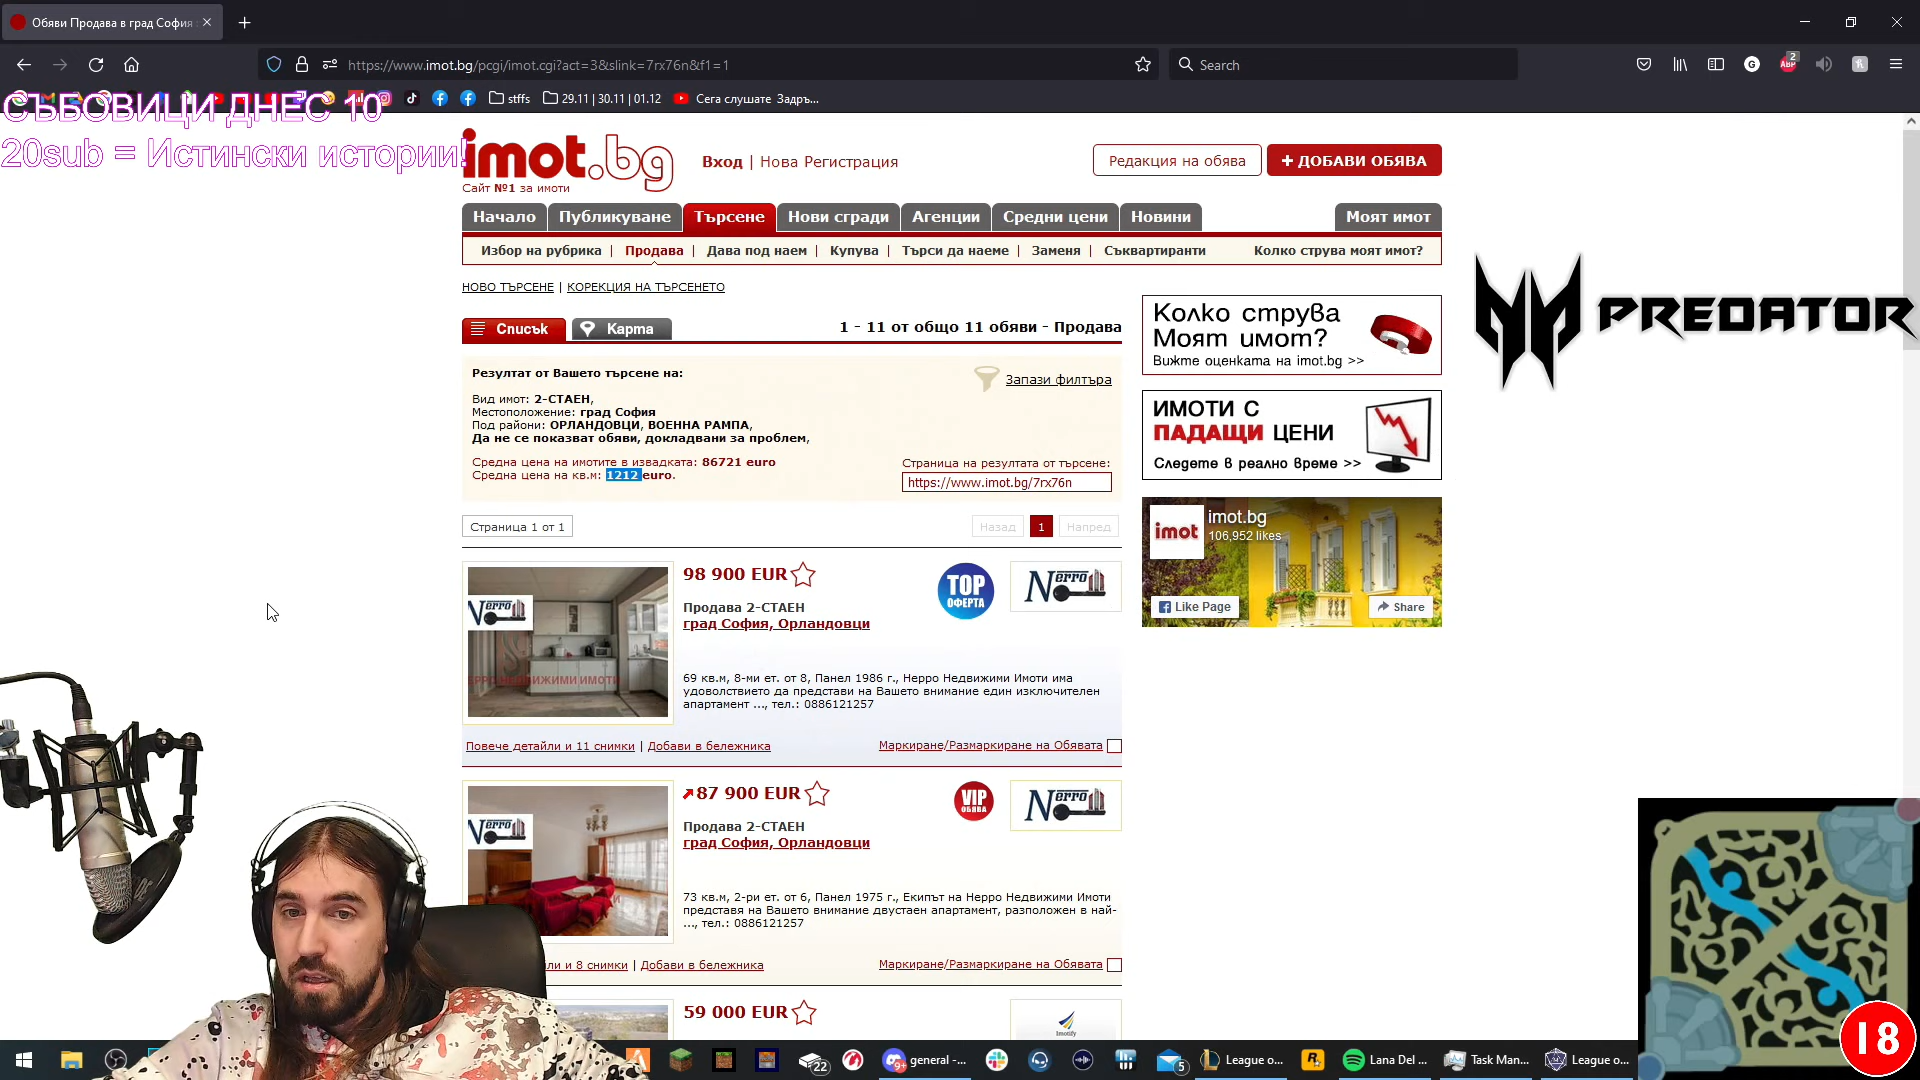 Обяви Продава в град София
https://www.imot.bg/pcgi/imot.cgi?act=3&slink=7rx76n&f1=1
Search
2
stffs
29.11 | 30.11 | 01.12
Сега слушате Задръ...
СЪБОВИЦИ ДНЕС 10
20sub = Истински истории!
imot.bg
Сайт №1 за имоти
Вход | Нова Регистрация
Редакция на обява
+ ДОБАВИ ОБЯВА
Начало
Публикуване
Търсене
Нови сгради
Агенции
Средни цени
Новини
Моят имот
Избор на рубрика | Продава | Дава под наем | Купува | Търси да наеме | Заменя | Съквартиранти
Колко струва моят имот?
НОВО ТЪРСЕНЕ | КОРЕКЦИЯ НА ТЪРСЕНЕТО
Списък
Карта
1 - 11 от общо 11 обяви - Продава
Резултат от Вашето търсене на:
Запази филтъра
Вид имот: 2-СТАЕН,
Местоположение: град София
Под райони: ОРЛАНДОВЦИ, ВОЕННА РАМПА,
Да не се показват обяви, докладвани за проблем,
Средна цена на имотите в извадката: 86721 euro
Средна цена на кв.м: 1212 euro.
Страница на резултата от търсене:
https://www.imot.bg/7rx76n
Страница 1 от 1
Назад
1
Напред
98 900 EUR
TOP
ОФЕРТА
Nerro
Продава 2-СТАЕН
град София, Орландовци
69 кв.м, 8-ми ет. от 8, Панел 1986 г., Нерро Недвижими Имоти има
удоволствието да представи на Вашето внимание един изключителен
апартамент ..., тел.: 0886121257
Nerro
ЕРРО НЕДВИЖИМИ ИМОТИ
Повече детайли и 11 снимки | Добави в бележника
Маркиране/Размаркиране на Обявата
87 900 EUR
VIP
ОБЯВА
Nerro
Продава 2-СТАЕН
град София, Орландовци
73 кв.м, 2-ри ет. от 6, Панел 1975 г., Екипът на Нерро Недвижими Имоти
представя на Вашето внимание двустаен апартамент, разположен в най-
..., тел.: 0886121257
Nerro
ли и 8 снимки | Добави в бележника
Маркиране/Размаркиране на Обявата
59 000 EUR
Imotify
Колко струва
Моят имот?
Вижте оценката на imot.bg >>
ИМОТИ С
ПАДАЩИ ЦЕНИ
Следете в реално време >>
imot
imot.bg
106,952 likes
Like Page
Share
PREDATOR
18
22
9+
general -...
5
League o...
Lana Del ...
Task Man...
League o...